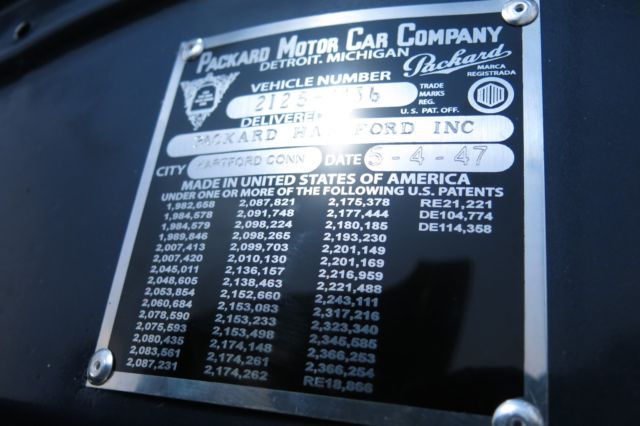 PACKARD MOTOR CAR COMPANY
DETROIT, MICHIGAN
Packard
MARCA
REGISTRADA
VEHICLE NUMBER
TRADE
MARKS
REG.
U.S. PAT. OFF.
DELIVERED
PACKARD HARTFORD INC
CITY HARTFORD CONN DATE 5-4-47
MADE IN UNITED STATES OF AMERICA
UNDER ONE OR MORE OF THE FOLLOWING U.S. PATENTS
1,982,658 2,087,821 2,175,378 RE21,221
1,984,578 2,091,748 2,177,444 DE104,774
1,984,579 2,098,224 2,180,185 DE114,358
1,989,846 2,098,265 2,193,230
2,007,413 2,099,703 2,201,149
2,007,420 2,010,130 2,201,169
2,045,011 2,136,157 2,216,959
2,048,605 2,138,463 2,221,488
2,053,854 2,152,660 2,243,111
2,060,684 2,153,083 2,317,216
2,078,590 2,153,233 2,323,340
2,075,593 2,153,498 2,345,585
2,080,435 2,174,148 2,366,253
2,083,561 2,174,261 2,366,254
2,087,231 2,174,262 RE18,866